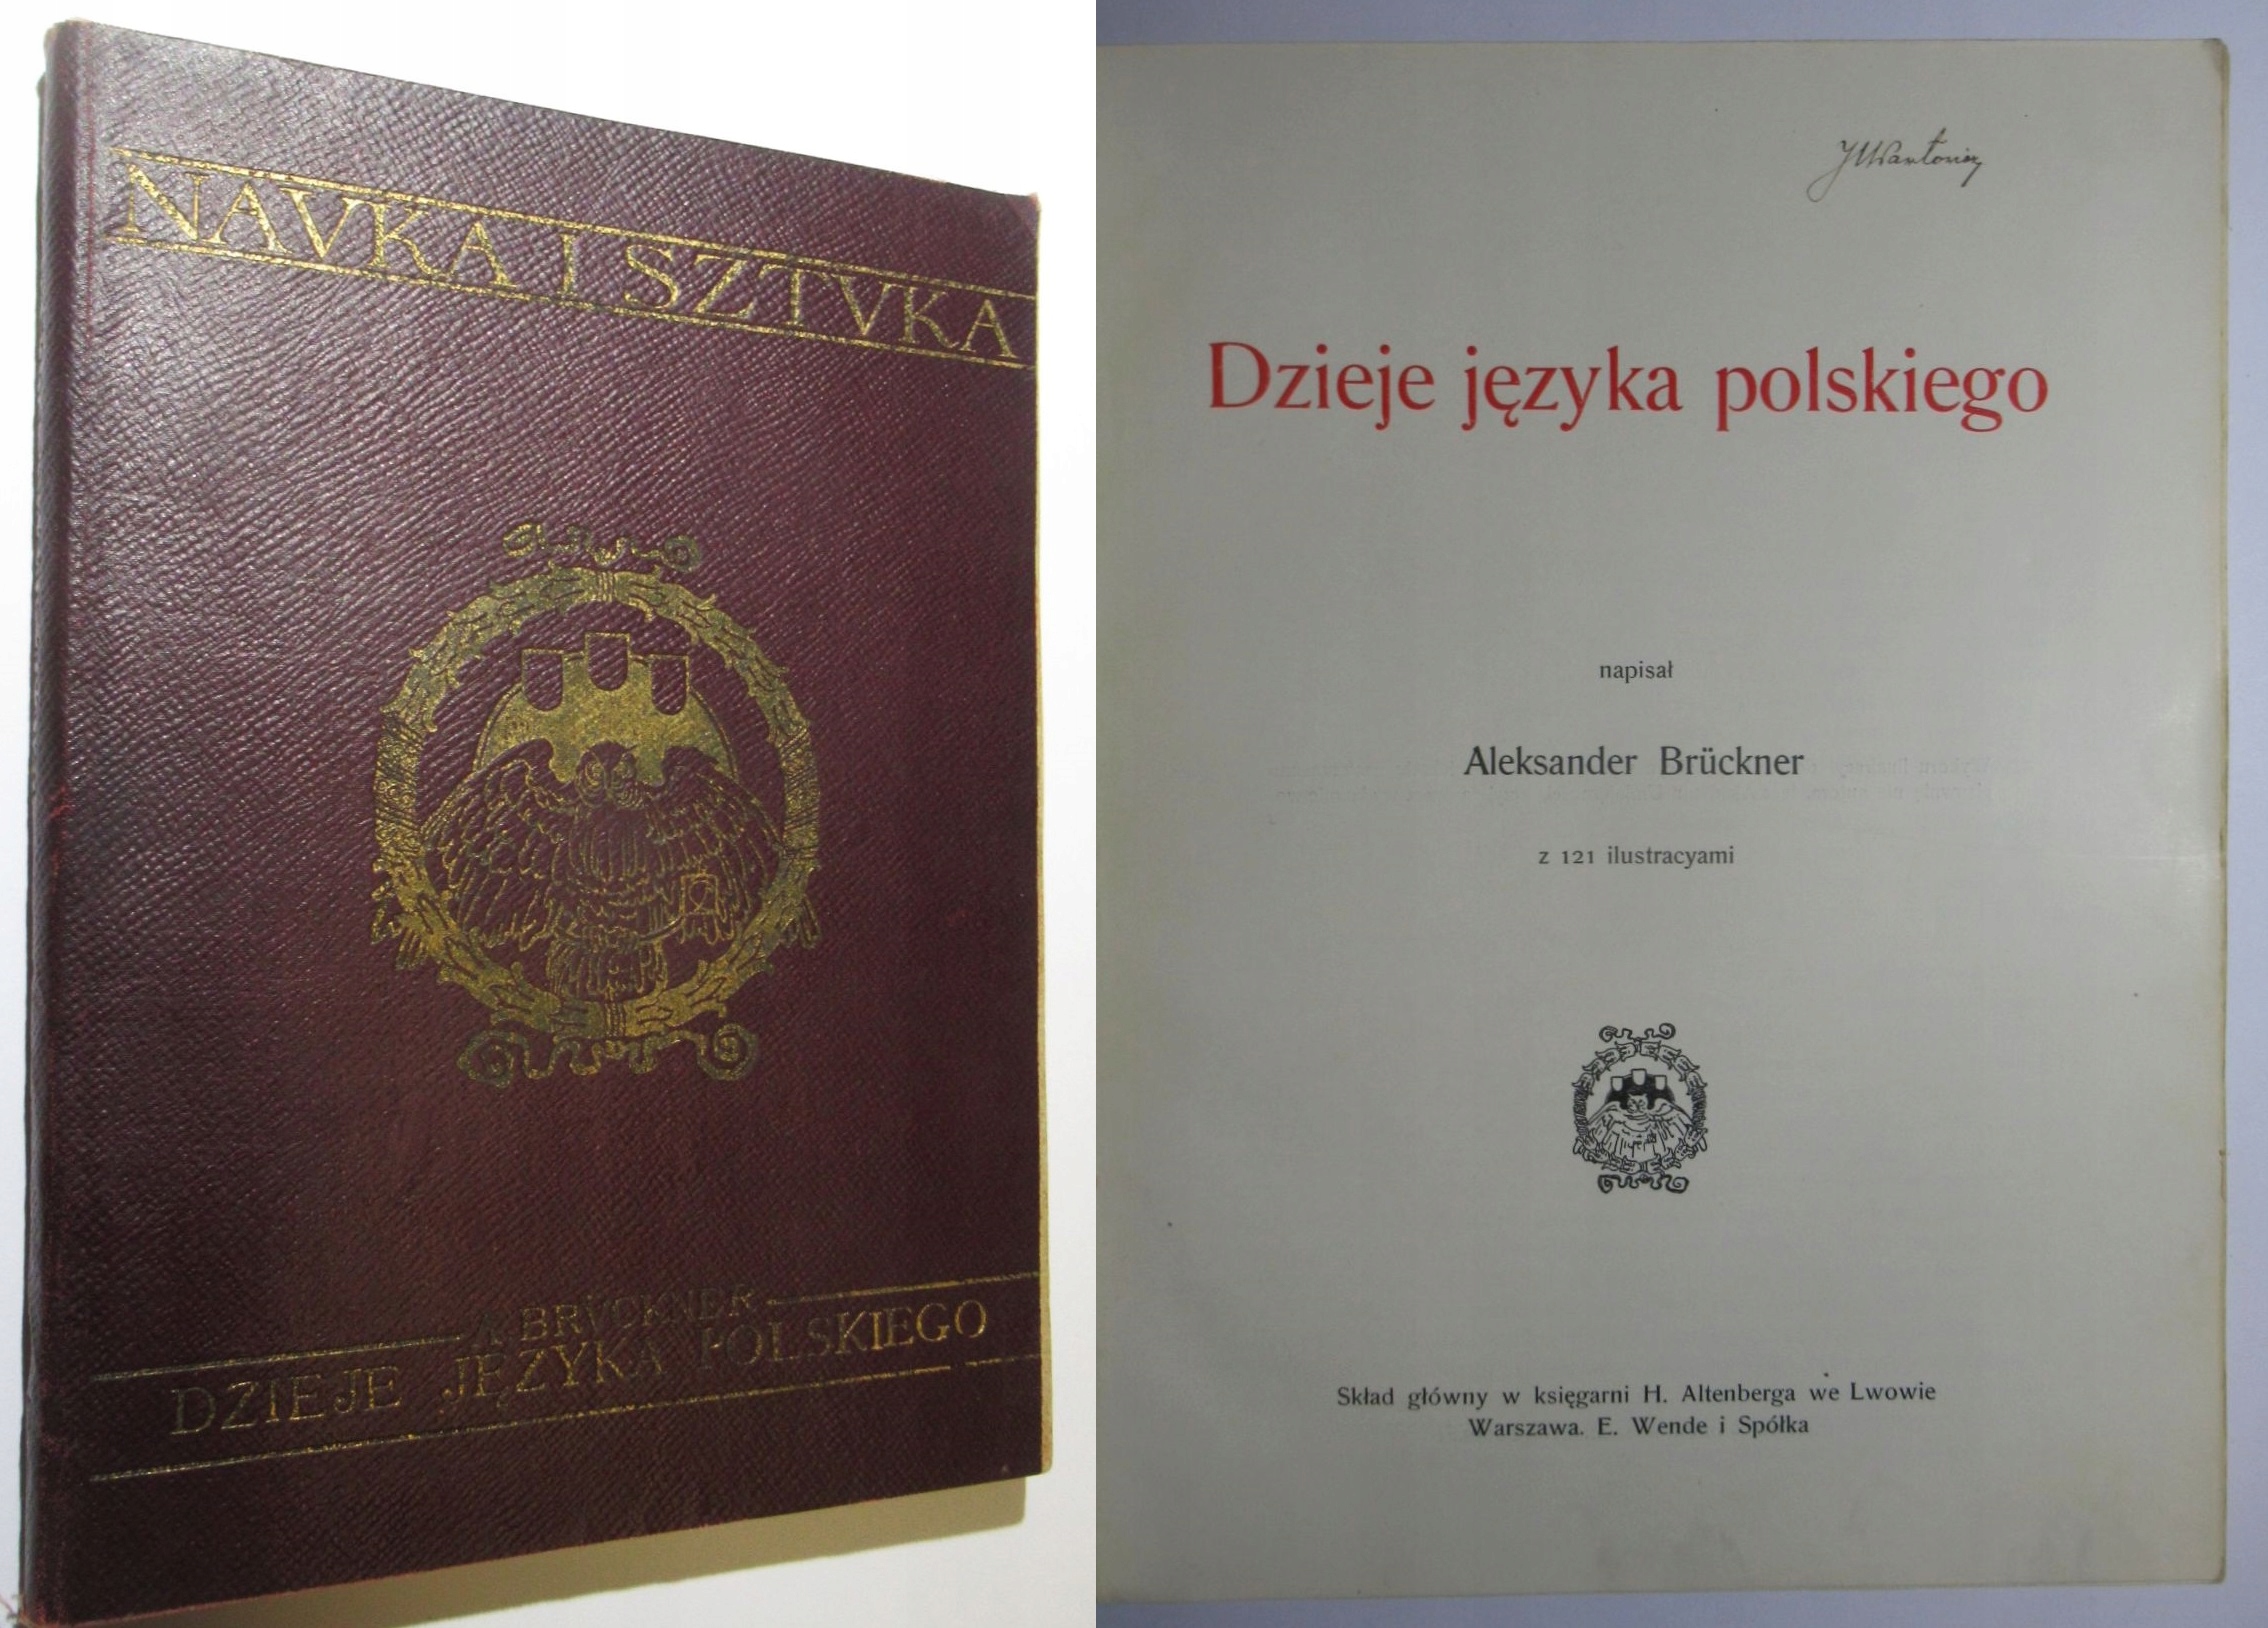 NAVKA I SZTVKA
A. BRVCKNER
DZIEJE JĘZYKA POLSKIEGO
Dzieje języka polskiego
napisał
Aleksander Brückner
z 121 ilustracyami
Skład główny w księgarni H. Altenberga we Lwowie
Warszawa. E. Wende i Spółka